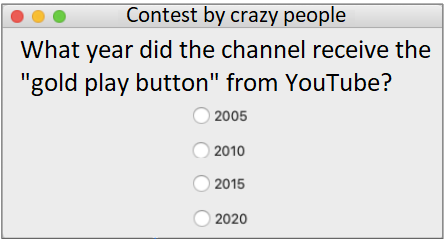 Contest by crazy people
What year did the channel receive the
"gold play button" from YouTube?
2005
2010
2015
2020